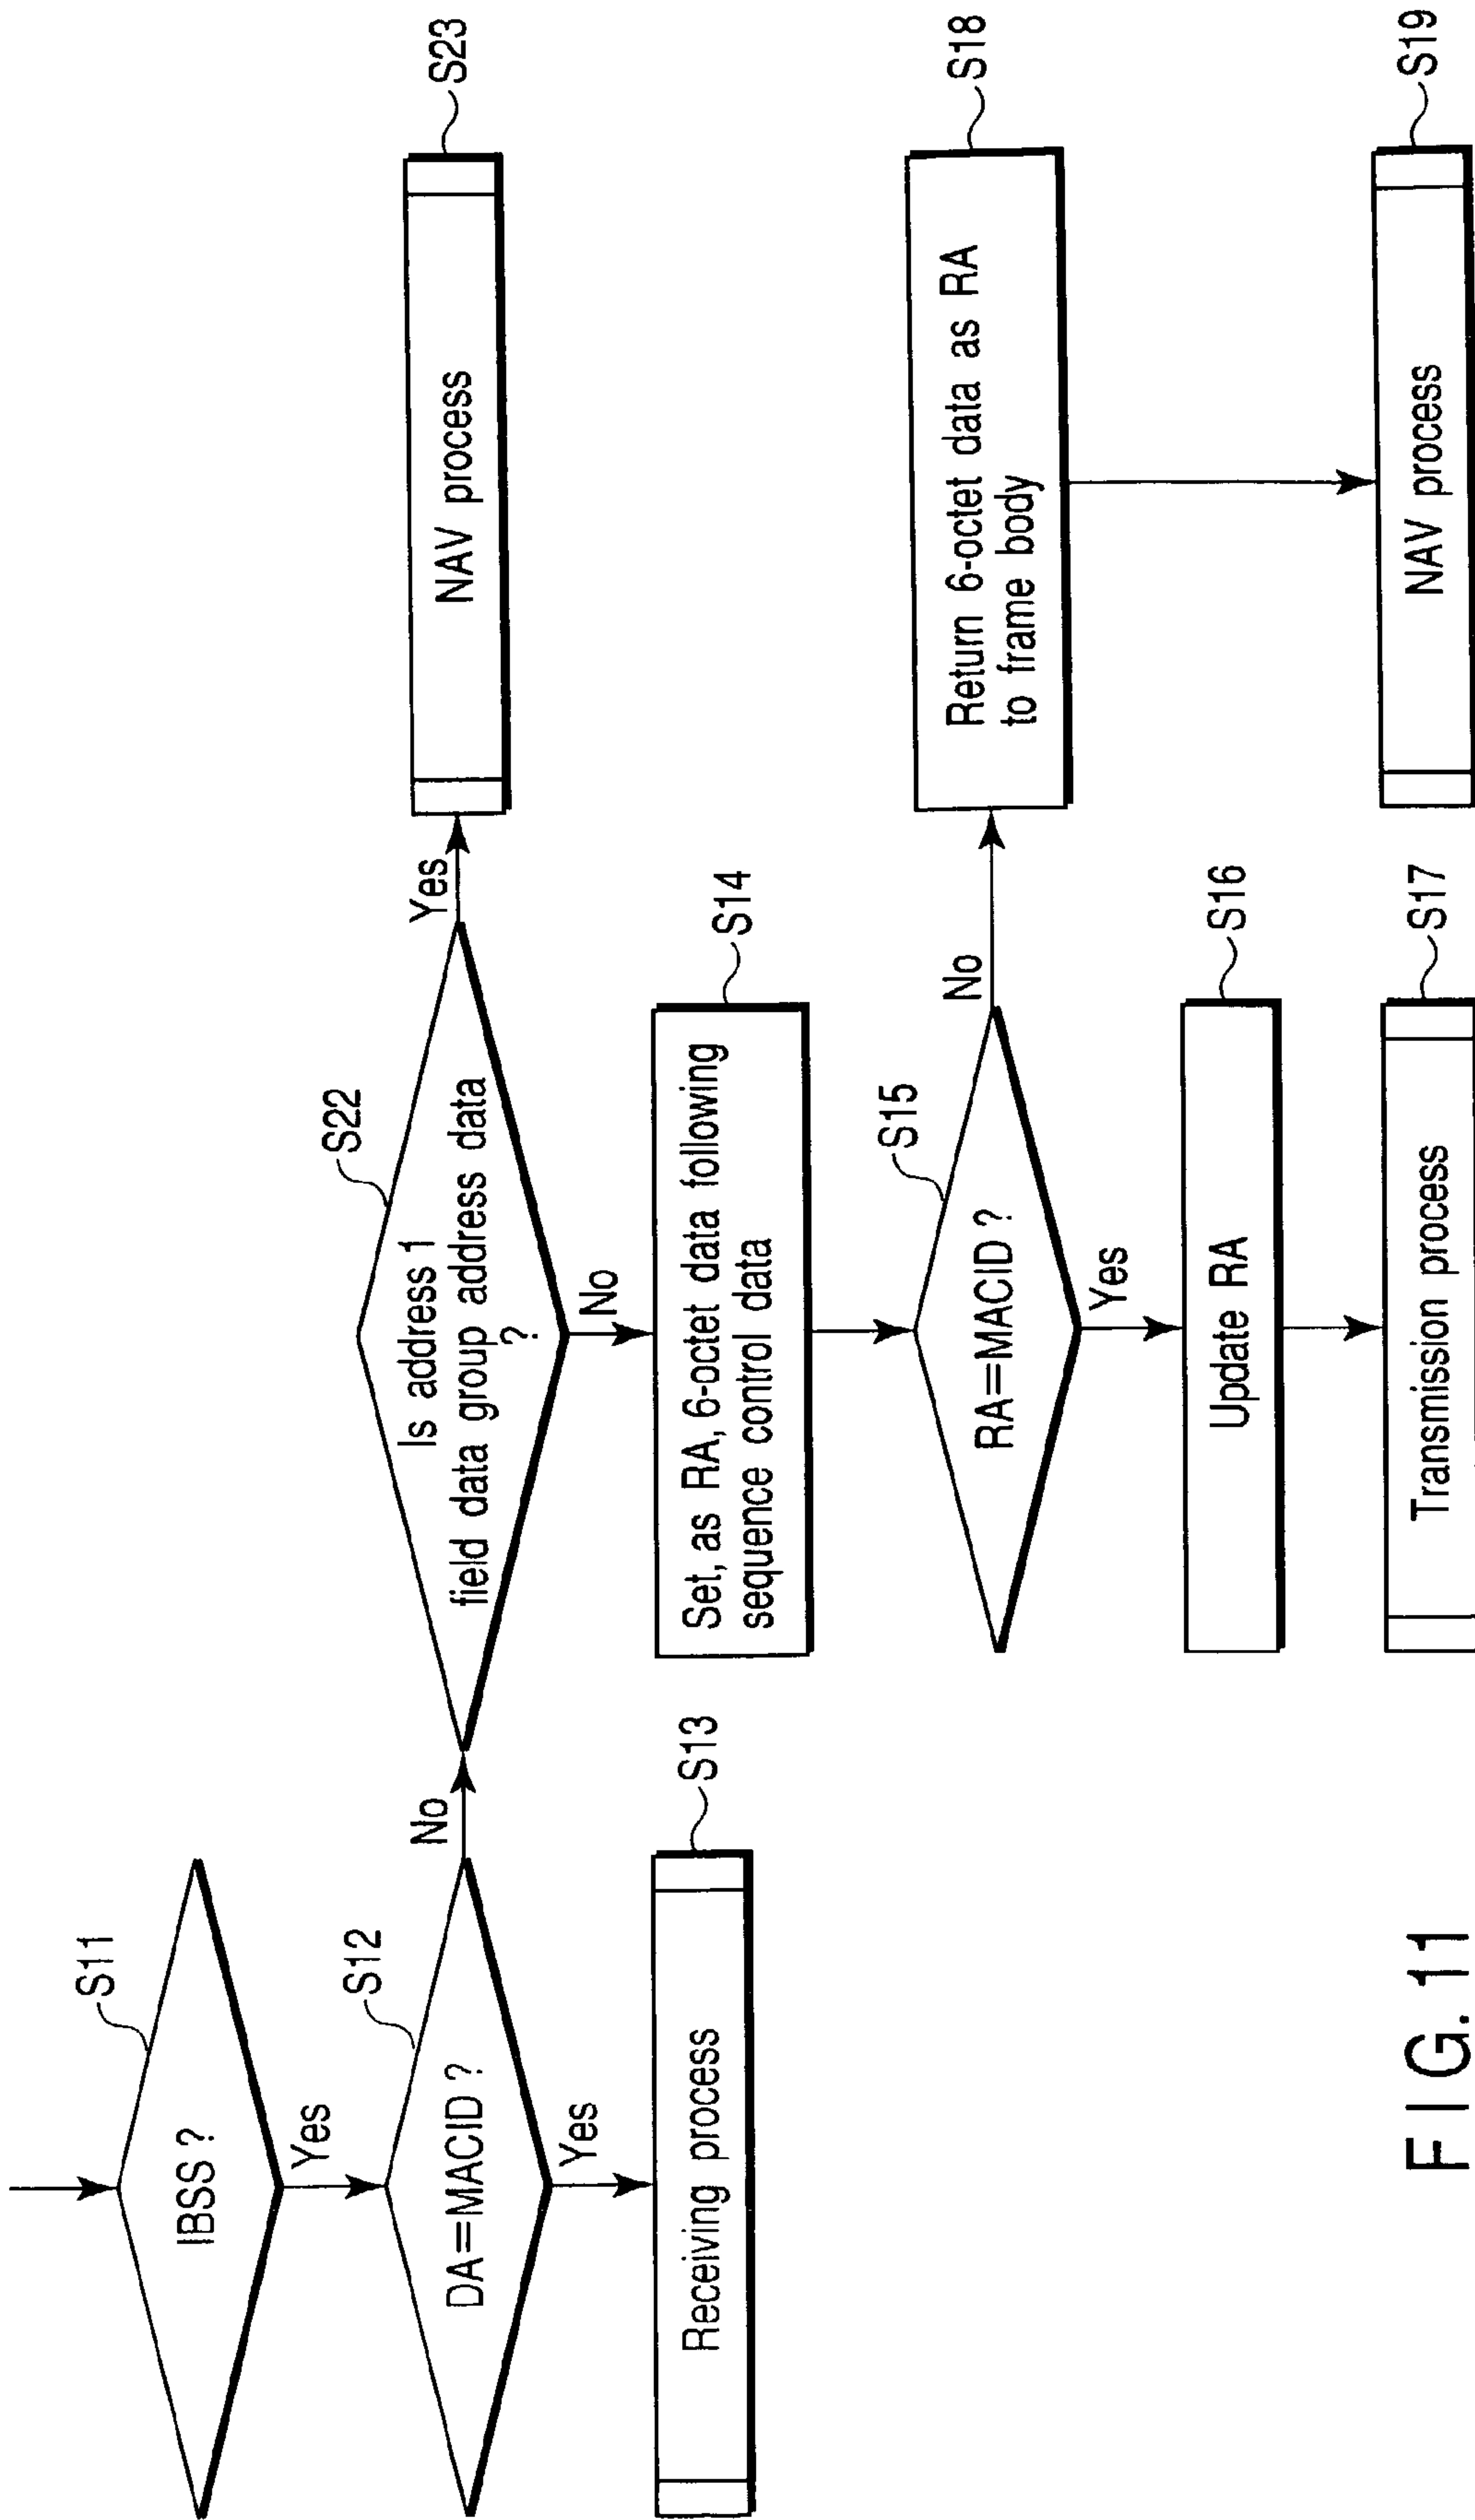 S11
IBSS?
Yes
S12
DA=MACID?
No
Yes
S13
Receiving process
S22
Is address 1
field data group address data
?
Yes
No
S23
NAV process
S14
Set, as RA, 6-octet data following
sequence control data
S15
RA=MACID?
No
Yes
S18
Return 6-octet data as RA
to frame body
S16
Update RA
S17
Transmission process
S19
NAV process
FIG. 11